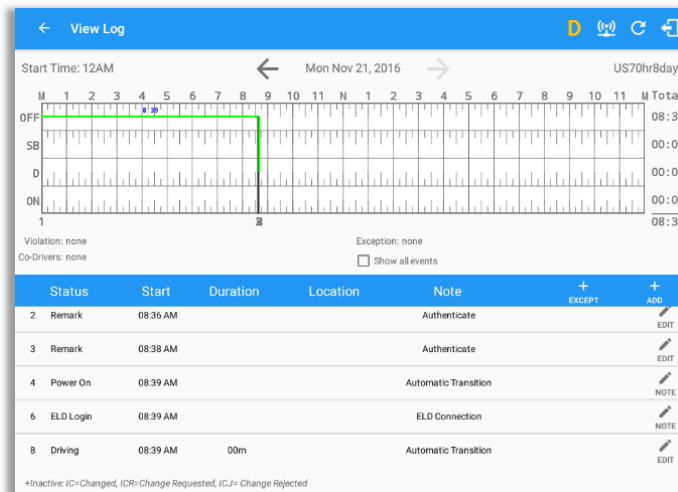 View Log D
Start Time: 12AM Mon Nov 21, 2016 US70hr8day
M 1 2 3 4 5 6 7 8 9 10 11 N 1 2 3 4 5 6 7 8 9 10 11 M Tota
8:39
OFF 08:3
SB 00:0
D 00:0
ON 00:0
1 08:3
Violation: none Exception: none
Co-Drivers: none Show all events
Status Start Duration Location Note + EXCEPT + ADD
2 Remark 08:36 AM Authenticate EDIT
3 Remark 08:38 AM Authenticate EDIT
4 Power On 08:39 AM Automatic Transition NOTE
6 ELD Login 08:39 AM ELD Connection NOTE
8 Driving 08:39 AM 00m Automatic Transition EDIT
+Inactive: IC=Changed, ICR=Change Requested, ICJ= Change Rejected